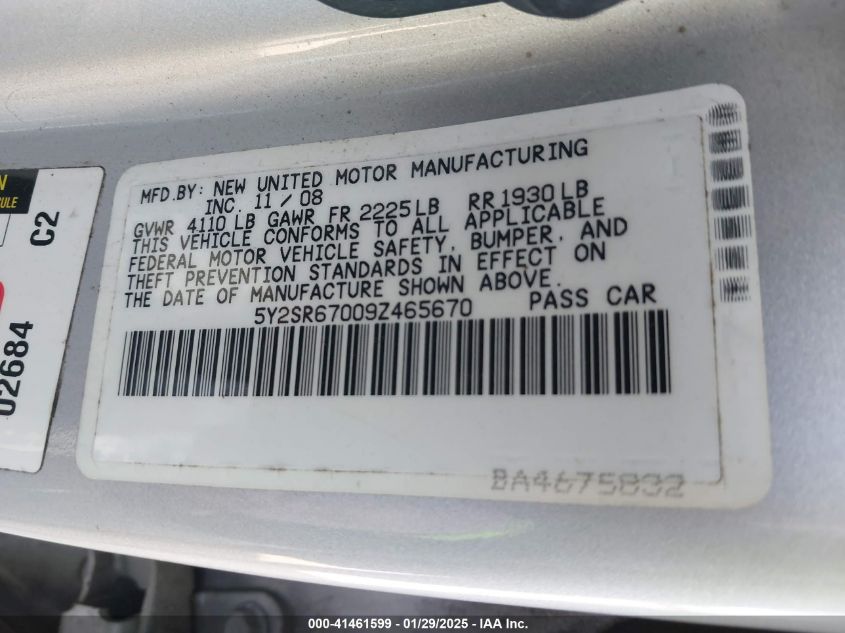 MFD.BY: NEW UNITED MOTOR MANUFACTURING
INC. 11 / 08
GVWR 4110 LB GAWR FR 2225 LB RR 1930 LB
THIS VEHICLE CONFORMS TO ALL APPLICABLE
FEDERAL MOTOR VEHICLE SAFETY, BUMPER, AND
THEFT PREVENTION STANDARDS IN EFFECT ON
THE DATE OF MANUFACTURE SHOWN ABOVE.
5Y2SR67009Z465670 PASS CAR
BA4675832
C2
02684
000-41461599 - 01/29/2025 - IAA Inc.